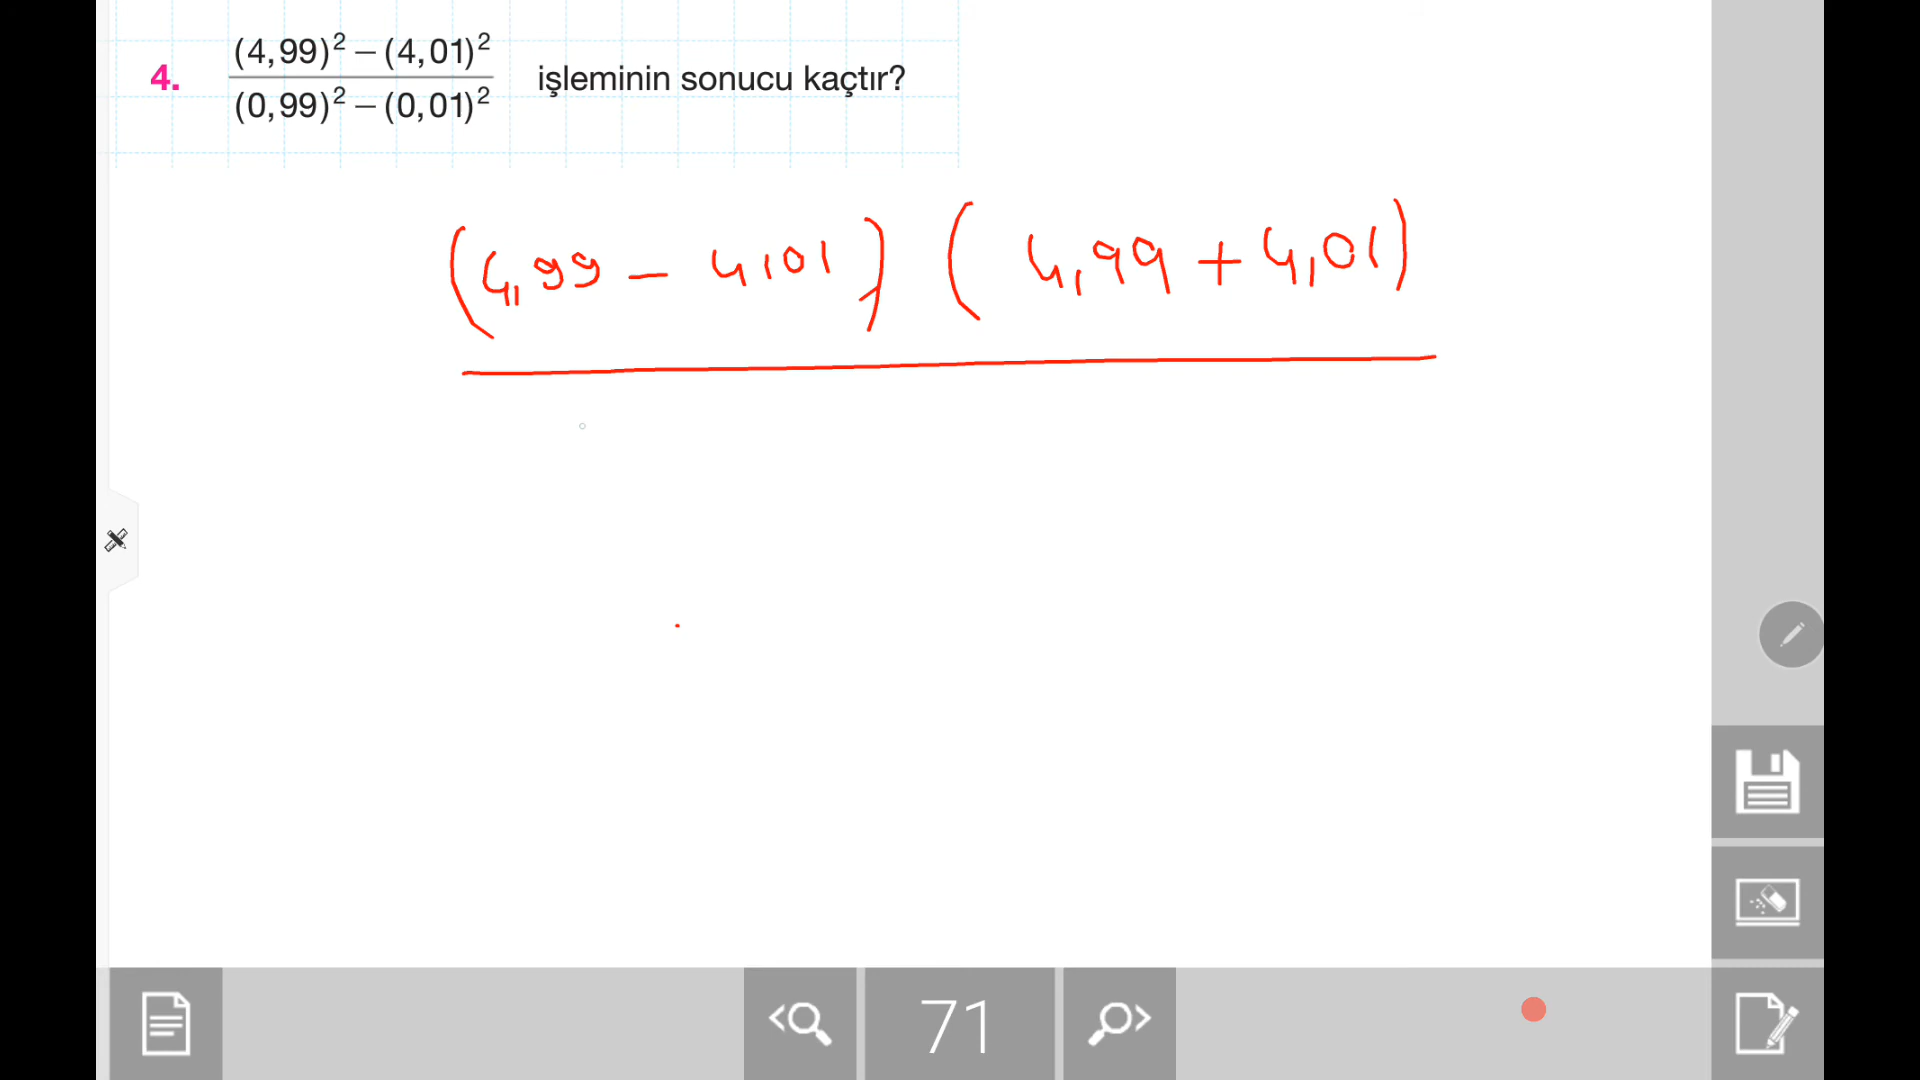 4. (4,99)² – (4,01)² / (0,99)² – (0,01)² işleminin sonucu kaçtır?
(4,99 – 4,01) (4,99 + 4,01)
71